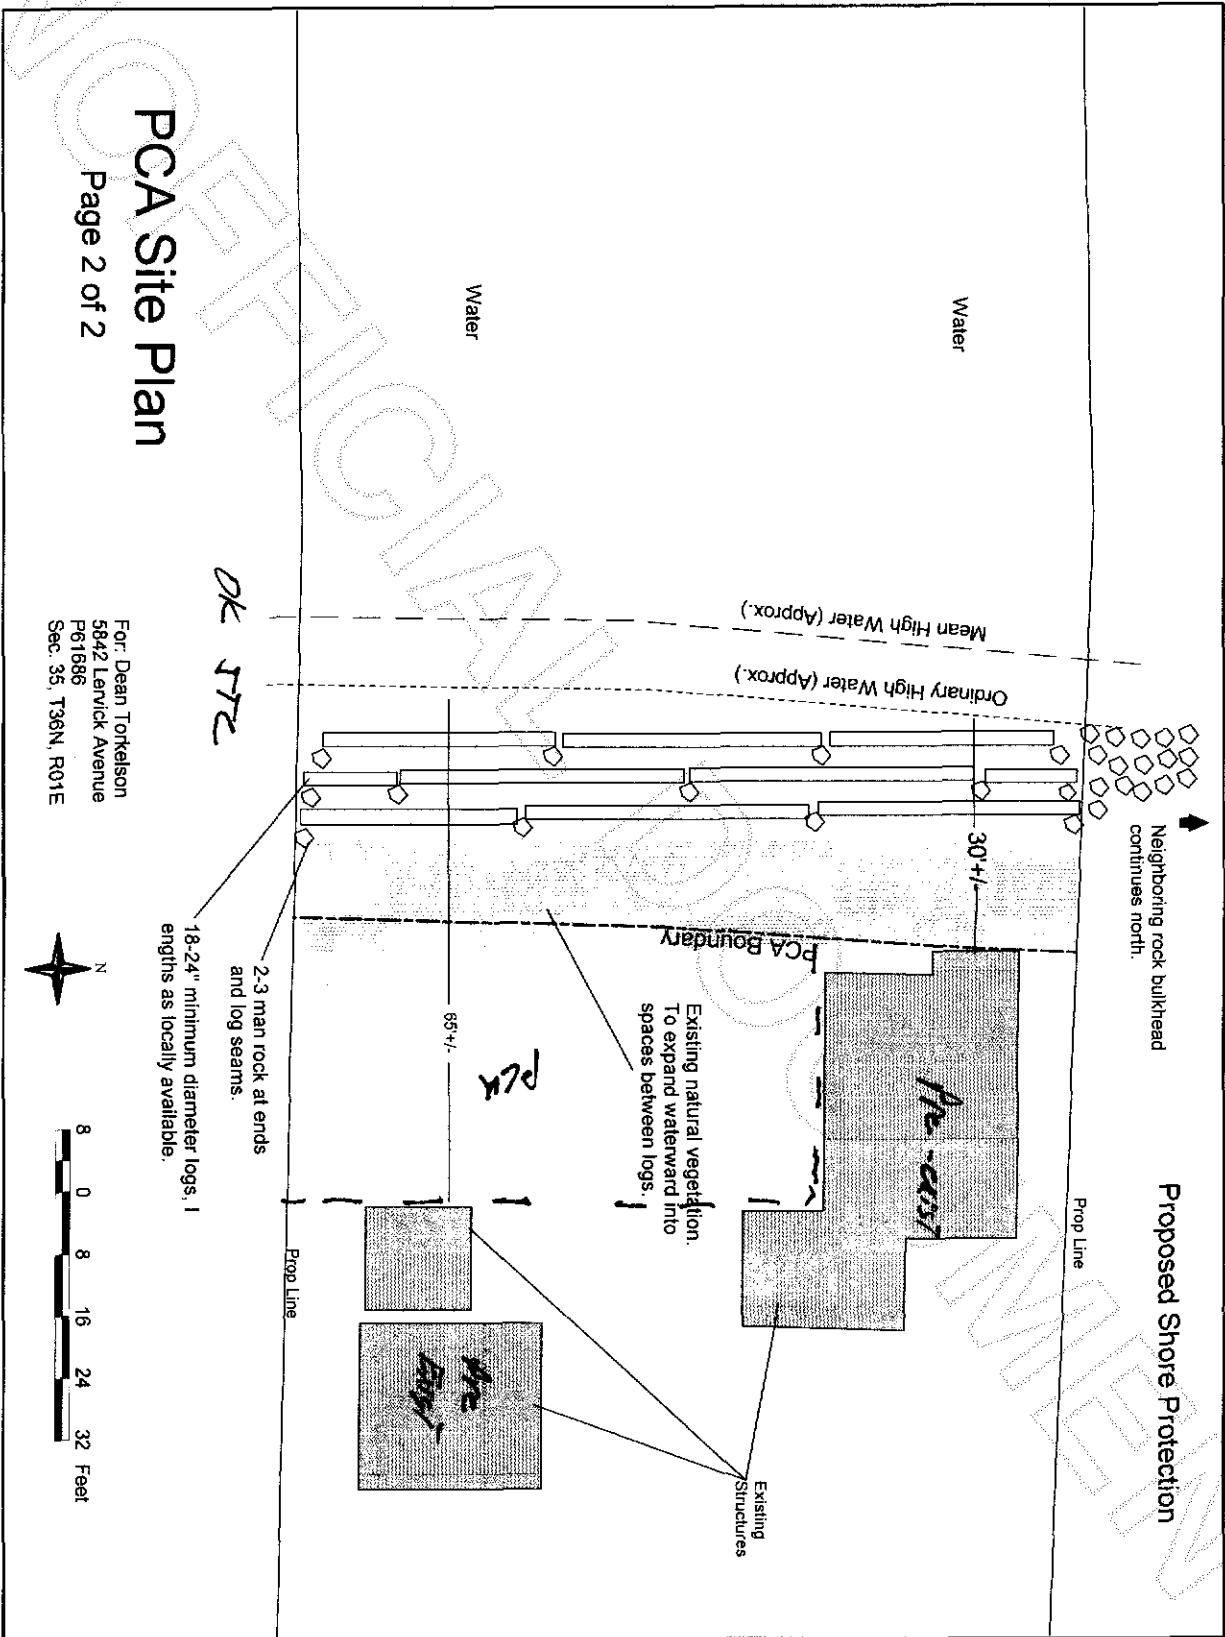 Proposed Shore Protection
Neighboring rock bulkhead
continues north.
Prop Line
Water
Water
Mean High Water (Approx.)
Ordinary High Water (Approx.)
30'+/-
PCA Boundary
Pre-exist
Existing
Structures
Existing natural vegetation.
To expand waterward into
spaces between logs.
65'+/-
PCA
Pre
Exist
Prop Line
2-3 man rock at ends
and log seams.
18-24" minimum diameter logs, l
engths as locally available.
OK
PCA Site Plan
Page 2 of 2
For: Dean Torkelson
5842 Lervick Avenue
P61686
Sec. 35, T36N, R01E
N
8 0 8 16 24 32 Feet
UNOFFICIAL DOCUMENT